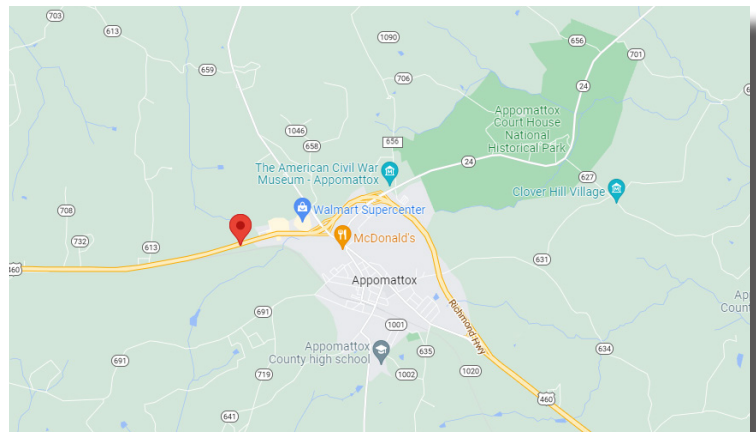 703
613
1090
656
701
659
706
24
Appomattox
Court House
National
Historical Park
1046
656
658
24
The American Civil War
Museum - Appomattox
627
Clover Hill Village
Walmart Supercenter
708
McDonald's
732
613
631
460
Appomattox
691
Richmond Hwy
Ap
Count
1001
634
Appomattox
County high school
635
691
719
1002
1020
460
641